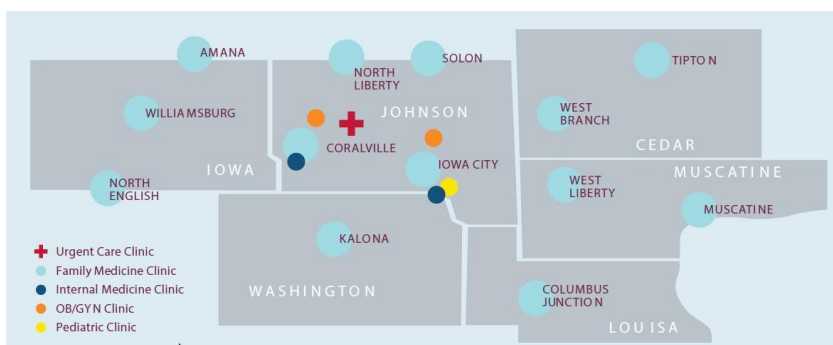 AMANA
NORTH
LIBERTY
SOLON
TIPTON
WILLIAMSBURG
JOHNSON
WEST
BRANCH
CORALVILLE
CEDAR
IOWA
IOWA CITY
MUSCATINE
NORTH
ENGLISH
WEST
LIBERTY
MUSCATINE
KALONA
Urgent Care Clinic
Family Medicine Clinic
Internal Medicine Clinic
OB/GYN Clinic
Pediatric Clinic
WASHINGTON
COLUMBUS
JUNCTION
LOUISA